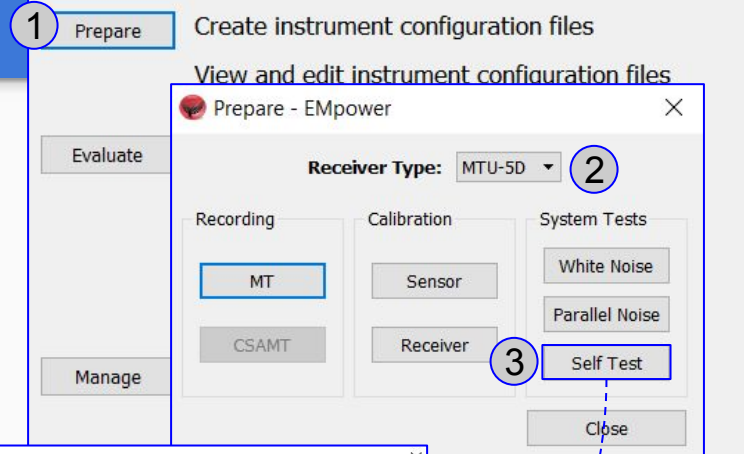 1 Prepare Create instrument configuration files
View and edit instrument configuration files
Prepare - EMpower
Evaluate
Receiver Type: MTU-5D 2
Recording Calibration System Tests
MT Sensor White Noise
Parallel Noise
CSAMT Receiver 3 Self Test
Manage
Close